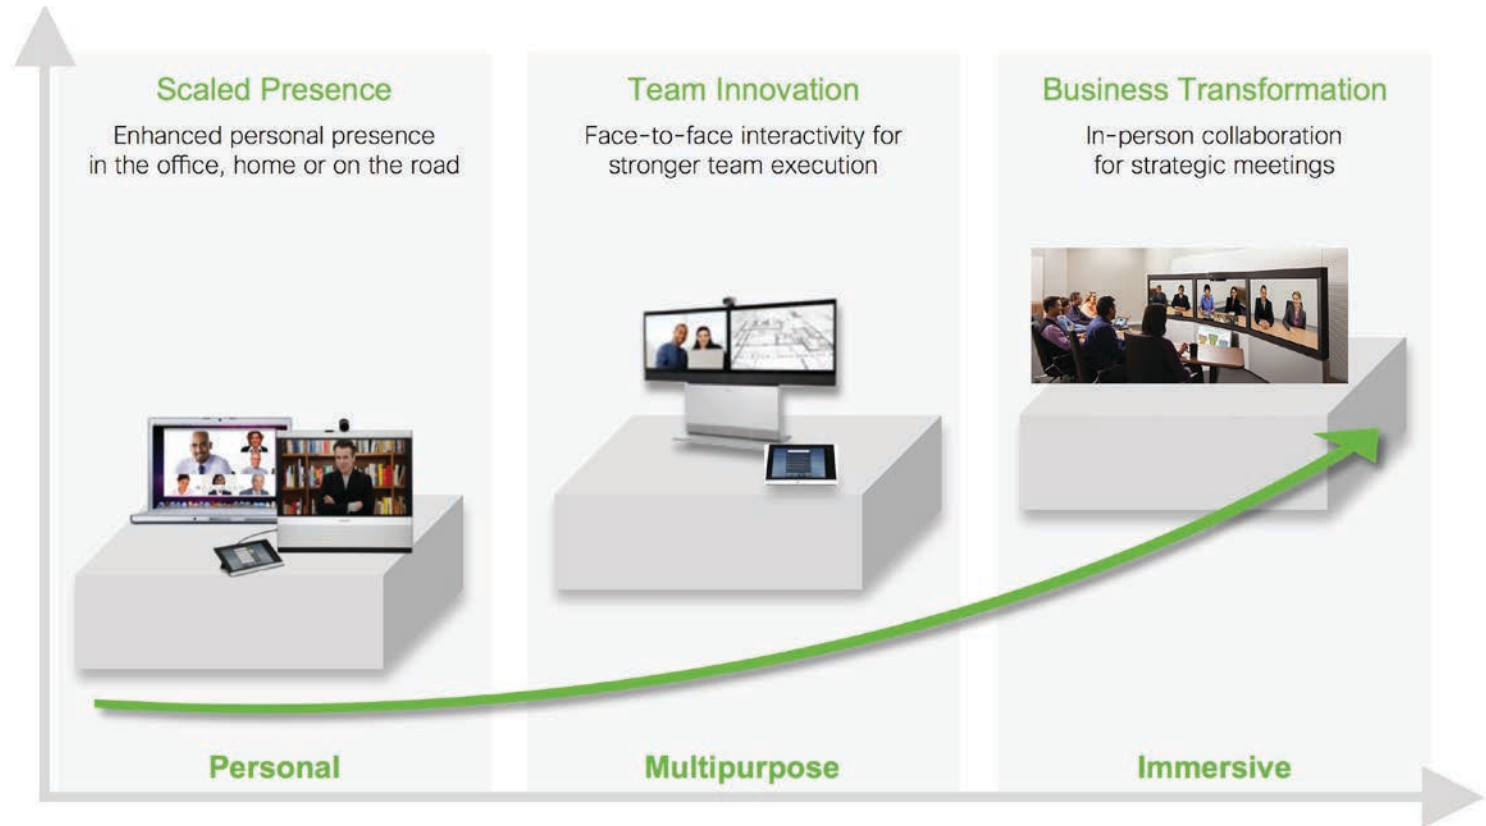 Scaled Presence
Enhanced personal presence
in the office, home or on the road
Team Innovation
Face-to-face interactivity for
stronger team execution
Business Transformation
In-person collaboration
for strategic meetings
Personal
Multipurpose
Immersive